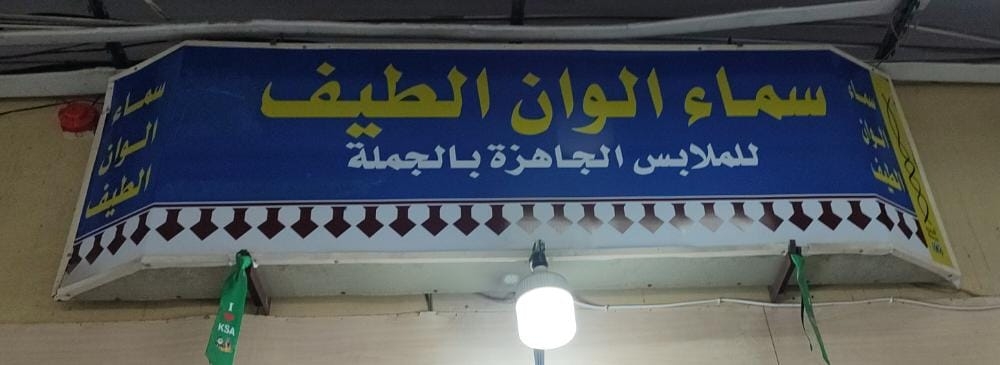 سماء الوان الطيف
للملابس الجاهزة بالجملة
سماء
الوان
الطيف
سماء
الوان
الطيف
I
KSA